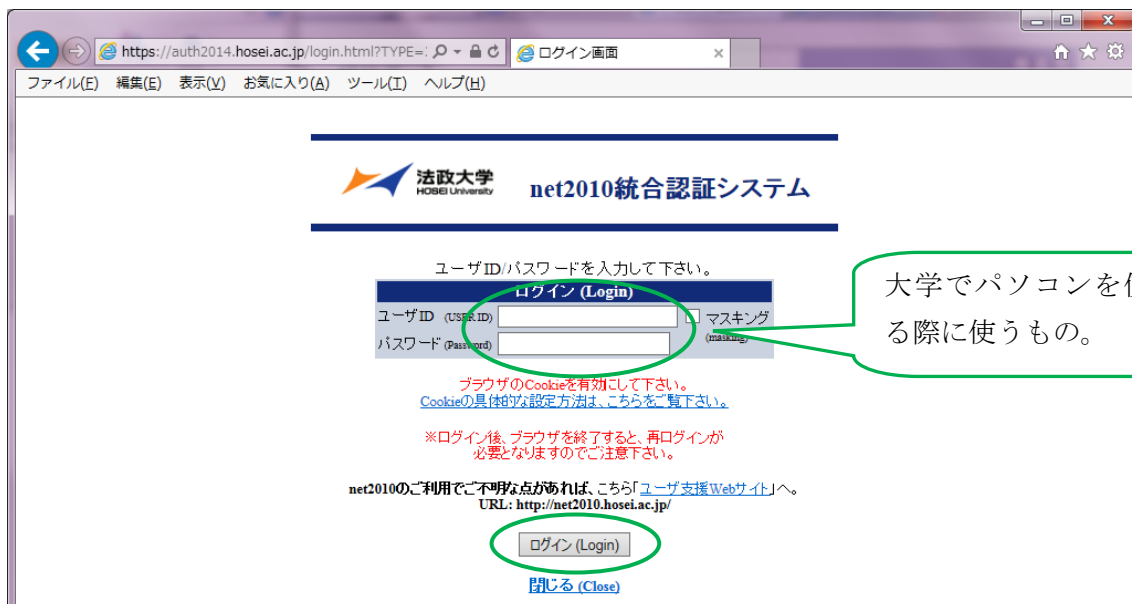 https://auth2014.hosei.ac.jp/login.html?TYPE=
ログイン画面
ファイル(F) 編集(E) 表示(V) お気に入り(A) ツール(T) ヘルプ(H)
法政大学
HOSEI University
net2010統合認証システム
ユーザID/パスワードを入力して下さい。
ログイン (Login)
ユーザID (USER ID)
マスキング
(masking)
パスワード (Password)
大学でパソコンを
る際に使うもの。
ブラウザのCookieを有効にして下さい。
Cookieの具体的な設定方法は、こちらをご覧下さい。
※ログイン後、ブラウザを終了すると、再ログインが
必要となりますのでご注意下さい。
net2010のご利用でご不明な点があれば、こちら「ユーザ支援Webサイト」へ。
URL: http://net2010.hosei.ac.jp/
ログイン (Login)
閉じる (Close)